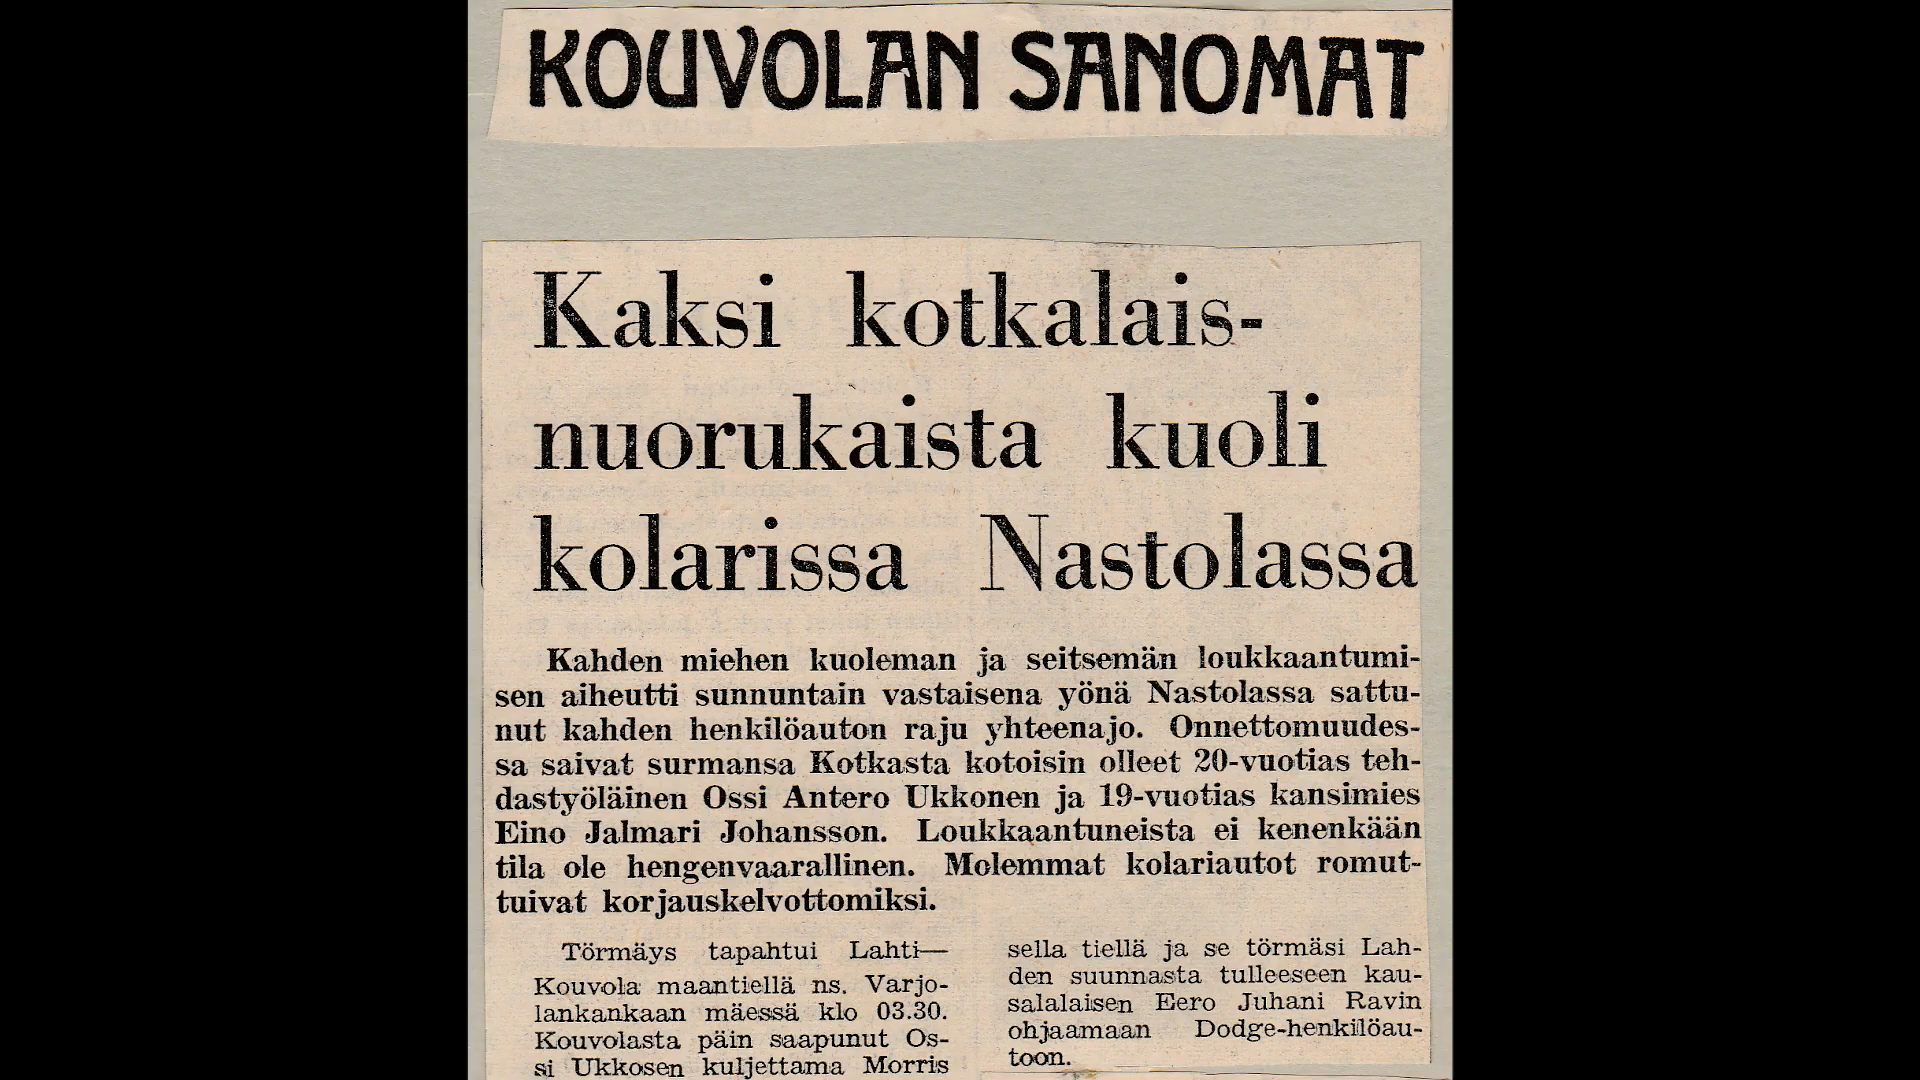 KOUVOLAN SANOMAT
Kaksi kotkalais-
nuorukaista kuoli
kolarissa Nastolassa
Kahden miehen kuoleman ja seitsemän loukkaantumi-
sen aiheutti sunnuntain vastaisena yönä Nastolassa sattu-
nut kahden henkilöauton raju yhteenajo. Onnettomuudes-
sa saivat surmansa Kotkasta kotoisin olleet 20-vuotias teh-
dastyöläinen Ossi Antero Ukkonen ja 19-vuotias kansimies
Eino Jalmari Johansson. Loukkaantuneista ei kenenkään
tila ole hengenvaarallinen. Molemmat kolariautot romut-
tuivat korjauskelvottomiksi.
Törmäys tapahtui Lahti—
Kouvola maantiellä ns. Varjo-
lankankaan mäessä klo 03.30.
Kouvolasta päin saapunut Os-
si Ukkosen kuljettama Morris
sella tiellä ja se törmäsi Lah-
den suunnasta tulleeseen kau-
salalaisen Eero Juhani Ravin
ohjaamaan Dodge-henkilöau-
toon.